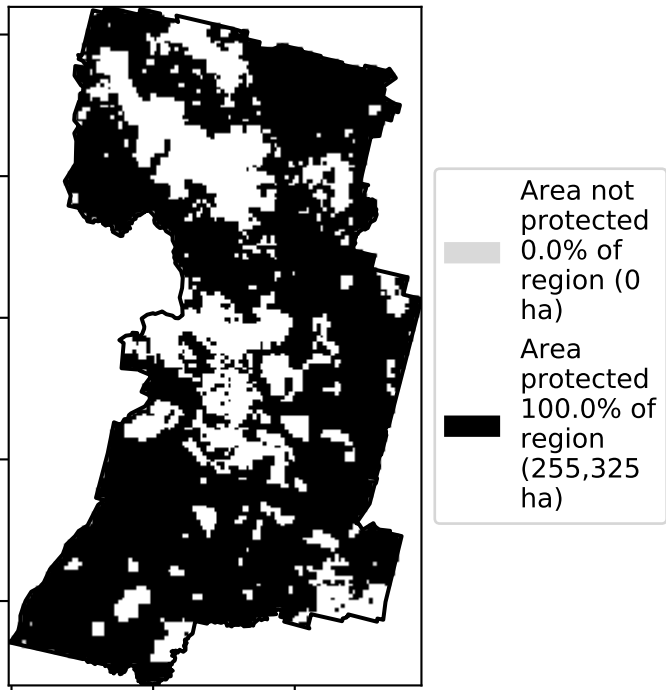 Area not
protected
0.0% of
region (0
ha)
Area
protected
100.0% of
region
(255,325
ha)